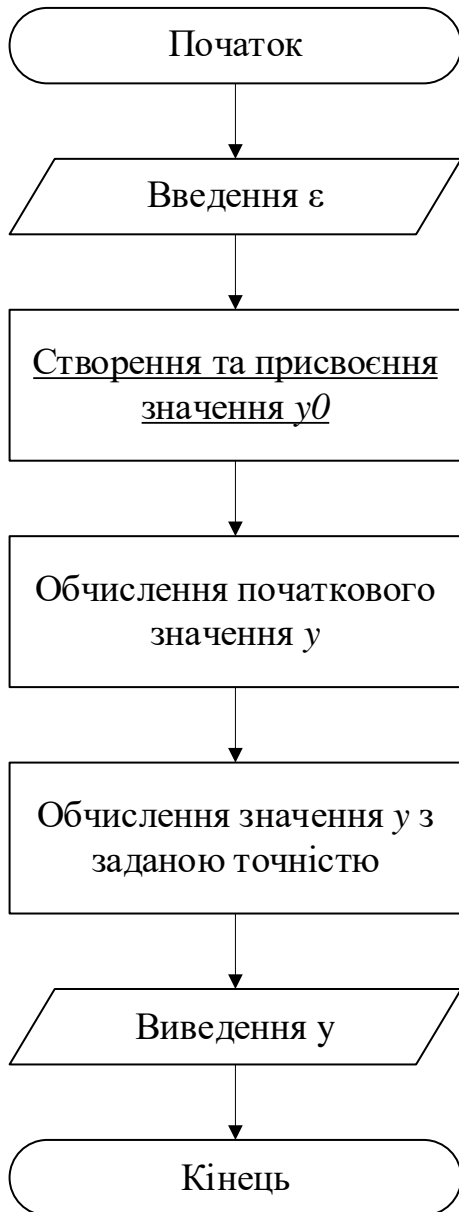 Початок
Введення ε
Створення та присвоєння
значення y0
Обчислення початкового
значення y
Обчислення значення y з
заданою точністю
Виведення y
Кінець